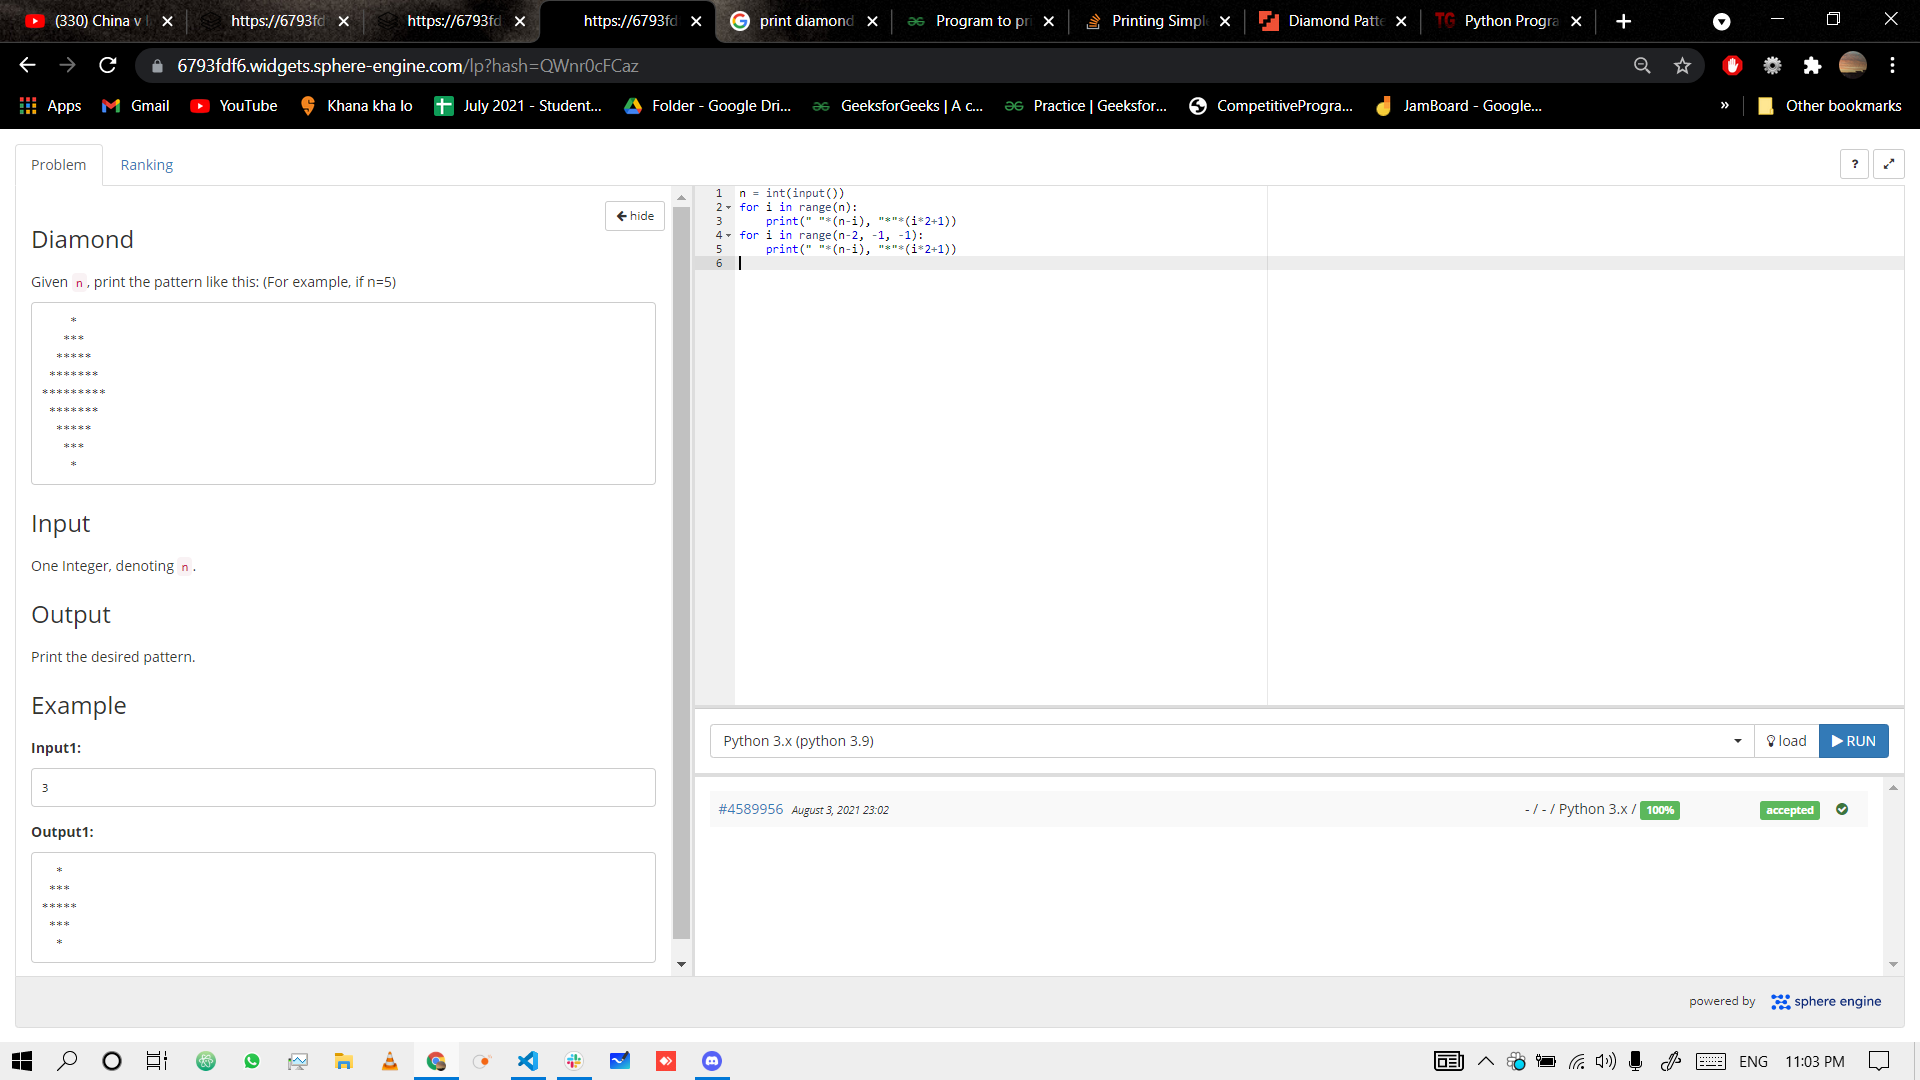 (330) China v
https://6793fd
https://6793fd
https://6793fd
print diamond
Program to pri
Printing Simpl
Diamond Patte
TG Python Progra
6793fdf6.widgets.sphere-engine.com/lp?hash=QWnr0cFCaz
Apps
Gmail
YouTube
Khana kha lo
July 2021 - Student...
Folder - Google Dri...
GeeksforGeeks | A c...
Practice | Geeksfor...
CompetitiveProgra...
JamBoard - Google...
»
Other bookmarks
Problem
Ranking
?
hide
Diamond
Given n, print the pattern like this: (For example, if n=5)
    *
   ***
  *****
 *******
*********
 *******
  *****
   ***
    *
Input
One Integer, denoting n.
Output
Print the desired pattern.
Example
Input1:
3
Output1:
  *
 ***
*****
 ***
  *
1 n = int(input())
2 for i in range(n):
3     print(" "*(n-i), "*"*(i*2+1))
4 for i in range(n-2, -1, -1):
5     print(" "*(n-i), "*"*(i*2+1))
6
Python 3.x (python 3.9)
load
RUN
#4589956 August 3, 2021 23:02
- / - / Python 3.x / 100%
accepted
powered by sphere engine
ENG
11:03 PM